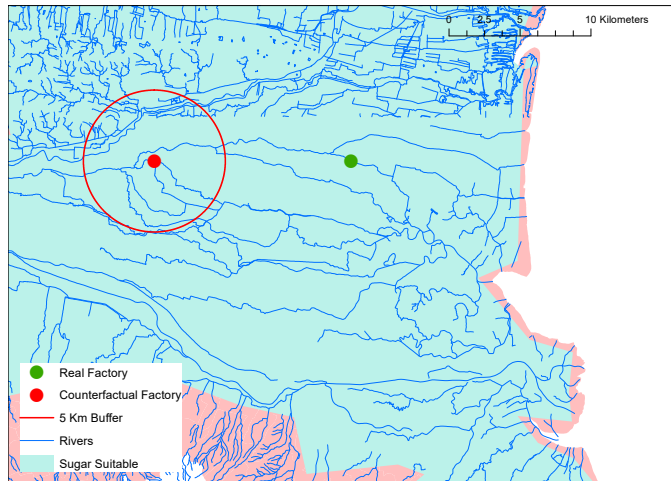 0 2.5 5 10 Kilometers
Real Factory
Counterfactual Factory
5 Km Buffer
Rivers
Sugar Suitable